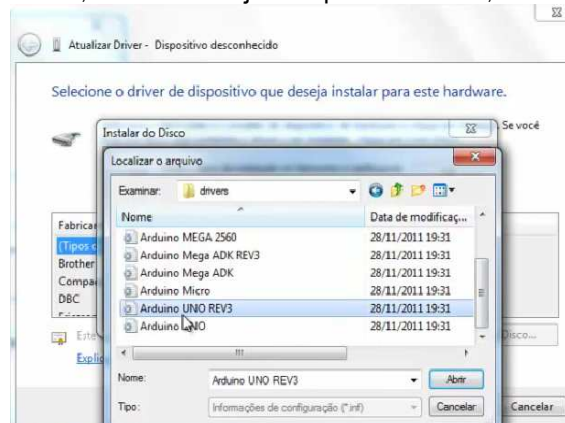 Atualizar Driver - Dispositivo desconhecido
Selecione o driver de dispositivo que deseja instalar para este hardware.
Instalar do Disco
Se você
Localizar o arquivo
Examinar: drivers
Nome Data de modificaç...
Arduino MEGA 2560 28/11/2011 19:31
Arduino Mega ADK REV3 28/11/2011 19:31
Arduino Mega ADK 28/11/2011 19:31
Arduino Micro 28/11/2011 19:31
Arduino UNO REV3 28/11/2011 19:31
Arduino UNO 28/11/2011 19:31
Fabrican
(Tipos c
Brother
Compa
DBC
Este
Disco...
Explic
Nome: Arduino UNO REV3 Abrir
Tipo: Informações de configuração (*.inf) Cancelar
Cancelar